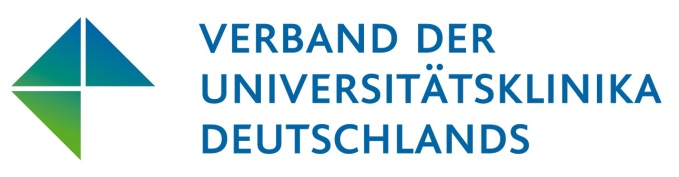 VERBAND DER
UNIVERSITÄTSKLINIKA
DEUTSCHLANDS